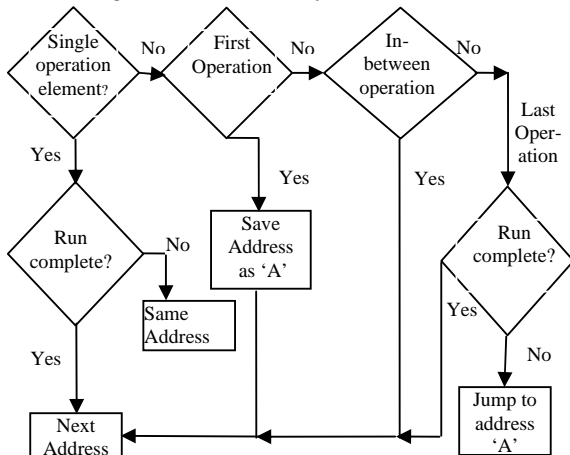 Single
operation
element?
No
First
Operation
No
In-
between
operation
No
Last
Oper-
ation
Yes
Yes
Yes
Run
complete?
No
Save
Address
as ‘A’
Run
complete?
Same
Address
Yes
Yes
No
Next
Address
Jump to
address
‘A’